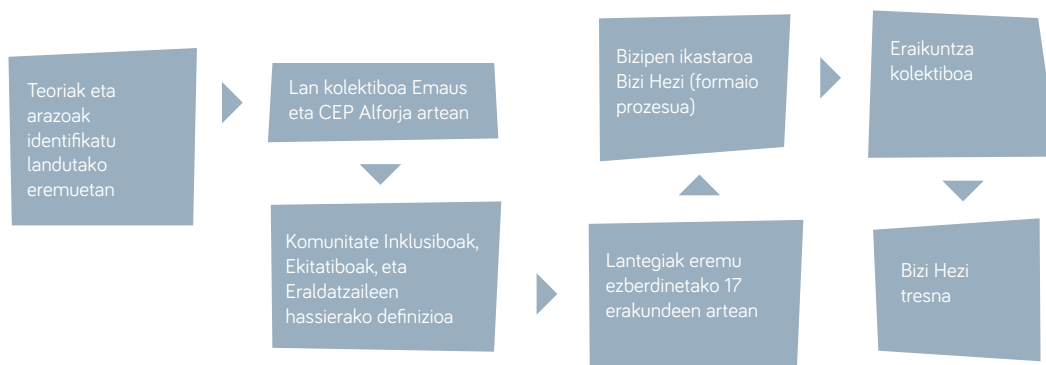 Teoriak eta
arazoak
identifikatu
landutako
eremuetan
Lan kolektiboa Emaus
eta CEP Alforja artean
Komunitate Inklusiboak,
Ekitatiboak, eta
Eraldatzaileen
hassierako definizioa
Lantegiak eremu
ezberdinetako 17
erakundeen artean
Bizipen ikastaroa
Bizi Hezi (formaio
prozesua)
Eraikuntza
kolektiboa
Bizi Hezi
tresna